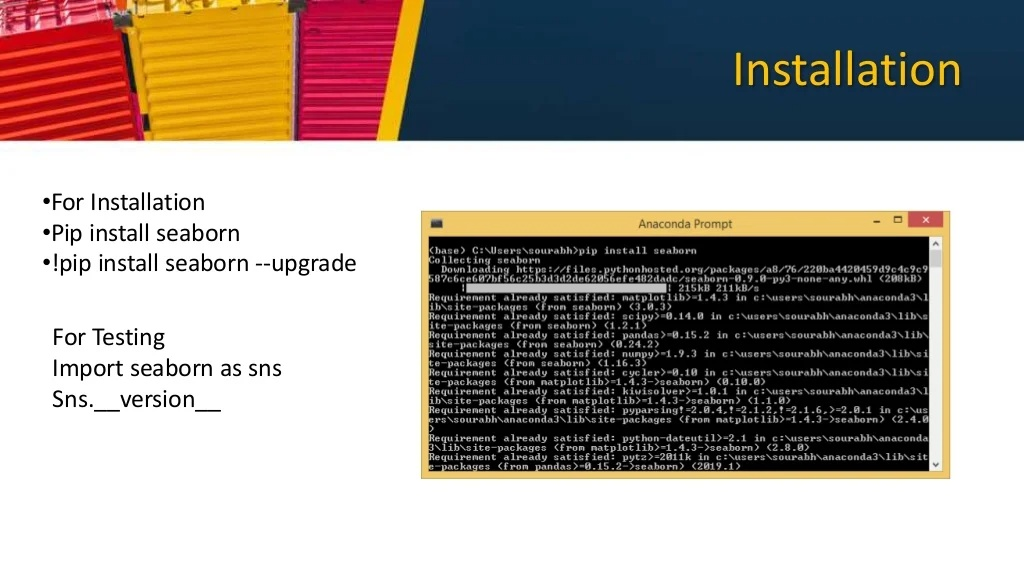 Installation
•For Installation
•Pip install seaborn
•!pip install seaborn --upgrade
For Testing
Import seaborn as sns
Sns.__version__
Anaconda Prompt
(base) C:\Users\sourabh>pip install seaborn
Collecting seaborn
Downloading https://files.pythonhosted.org/packages/a8/76/220ba4420459d9c4c9c9
587c6ce607bf56c25b3d3d2de62056efe482dadc/seaborn-0.9.0-py3-none-any.whl (208kB)
| 215kB 211kB/s
Requirement already satisfied: matplotlib>=1.4.3 in c:\users\sourabh\anaconda3\l
ib\site-packages (from seaborn) (3.0.3)
Requirement already satisfied: scipy>=0.14.0 in c:\users\sourabh\anaconda3\lib\s
ite-packages (from seaborn) (1.2.1)
Requirement already satisfied: pandas>=0.15.2 in c:\users\sourabh\anaconda3\lib\
site-packages (from seaborn) (0.24.2)
Requirement already satisfied: numpy>=1.9.3 in c:\users\sourabh\anaconda3\lib\si
te-packages (from seaborn) (1.16.3)
Requirement already satisfied: cycler>=0.10 in c:\users\sourabh\anaconda3\lib\si
te-packages (from matplotlib>=1.4.3->seaborn) (0.10.0)
Requirement already satisfied: kiwisolver>=1.0.1 in c:\users\sourabh\anaconda3\l
ib\site-packages (from matplotlib>=1.4.3->seaborn) (1.1.0)
Requirement already satisfied: pyparsing!=2.0.4,!=2.1.2,!=2.1.6,>=2.0.1 in c:\us
ers\sourabh\anaconda3\lib\site-packages (from matplotlib>=1.4.3->seaborn) (2.4.0
)
Requirement already satisfied: python-dateutil>=2.1 in c:\users\sourabh\anaconda
3\lib\site-packages (from matplotlib>=1.4.3->seaborn) (2.8.0)
Requirement already satisfied: pytz>=2011k in c:\users\sourabh\anaconda3\lib\sit
e-packages (from pandas>=0.15.2->seaborn) (2019.1)